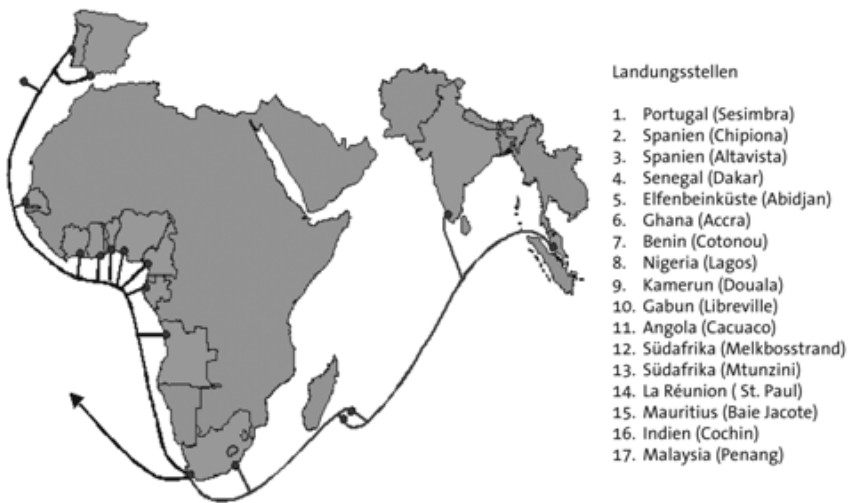 Landungsstellen
1. Portugal (Sesimbra)
2. Spanien (Chipiona)
3. Spanien (Altavista)
4. Senegal (Dakar)
5. Elfenbeinküste (Abidjan)
6. Ghana (Accra)
7. Benin (Cotonou)
8. Nigeria (Lagos)
9. Kamerun (Douala)
10. Gabun (Libreville)
11. Angola (Cacuaco)
12. Südafrika (Melkbosstrand)
13. Südafrika (Mtunzini)
14. La Réunion ( St. Paul)
15. Mauritius (Baie Jacote)
16. Indien (Cochin)
17. Malaysia (Penang)